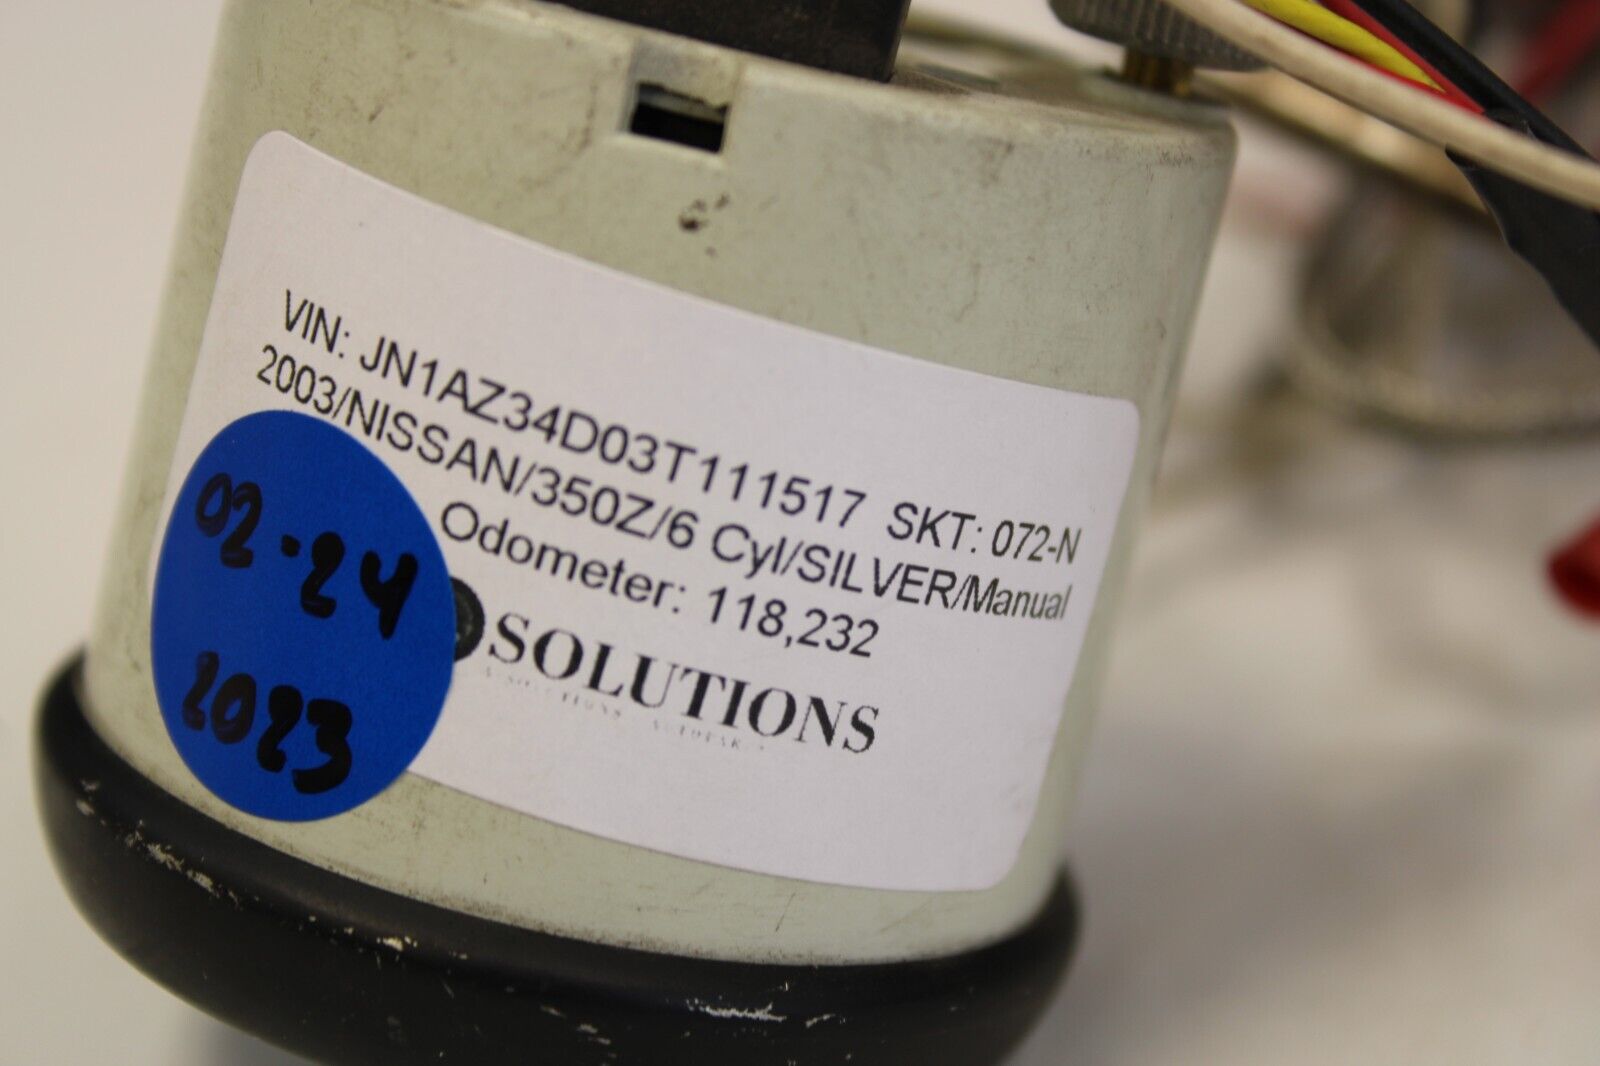 VIN: JN1AZ34D03T111517 SKT: 072-N
2003/NISSAN/350Z/6 Cyl/SILVER/Manual
Odometer: 118,232
SOLUTIONS
02-24
2023